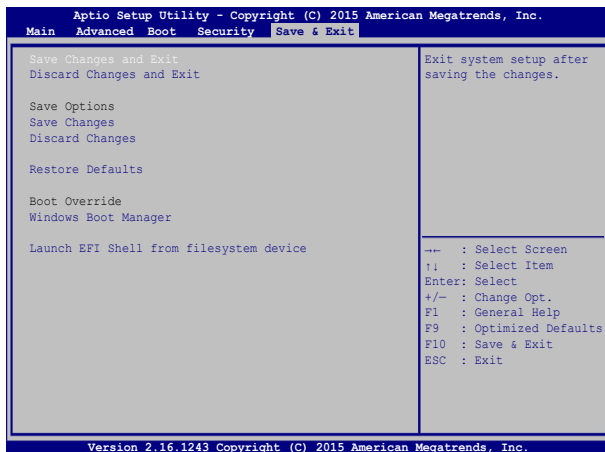 Aptio Setup Utility - Copyright (C) 2015 American Megatrends, Inc.
Main Advanced Boot Security Save & Exit
Save Changes and Exit
Discard Changes and Exit
Save Options
Save Changes
Discard Changes
Restore Defaults
Boot Override
Windows Boot Manager
Launch EFI Shell from filesystem device
Exit system setup after
saving the changes.
→← : Select Screen
↑↓ : Select Item
Enter: Select
+/— : Change Opt.
F1 : General Help
F9 : Optimized Defaults
F10 : Save & Exit
ESC : Exit
Version 2.16.1243 Copyright (C) 2015 American Megatrends, Inc.